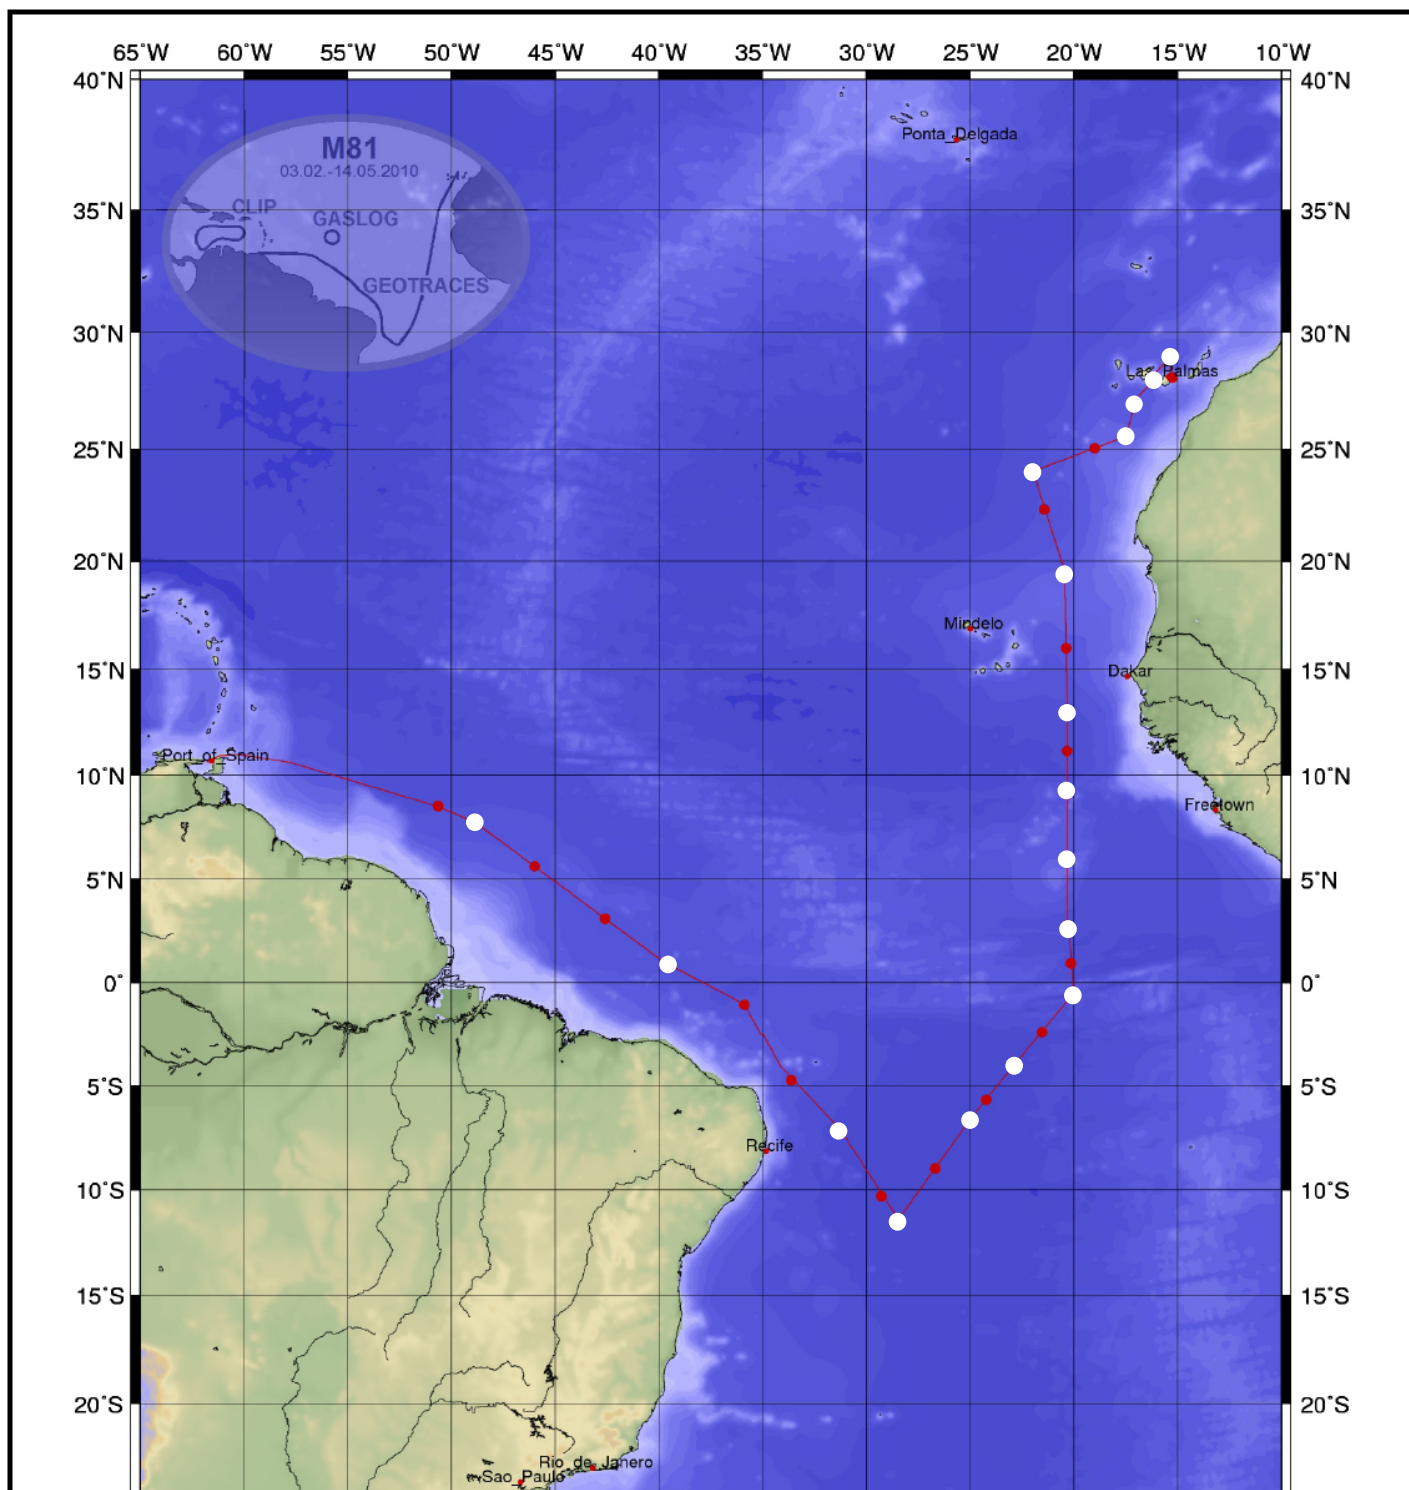 65˚W 60˚W 55˚W 50˚W 45˚W 40˚W 35˚W 30˚W 25˚W 20˚W 15˚W 10˚W
40˚N 40˚N
Ponta_Delgada
M81
03.02.-14.05.2010
CLIP
GASLOG
35˚N 35˚N
GEOTRACES
30˚N 30˚N
Las_Palmas
25˚N 25˚N
20˚N 20˚N
Mindelo
15˚N 15˚N
Dakar
Port_of_Spain
10˚N 10˚N
Freetown
5˚N 5˚N
0˚ 0˚
5˚S 5˚S
Recife
10˚S 10˚S
15˚S 15˚S
20˚S 20˚S
Rio_de_Janero
Sao_Paulo